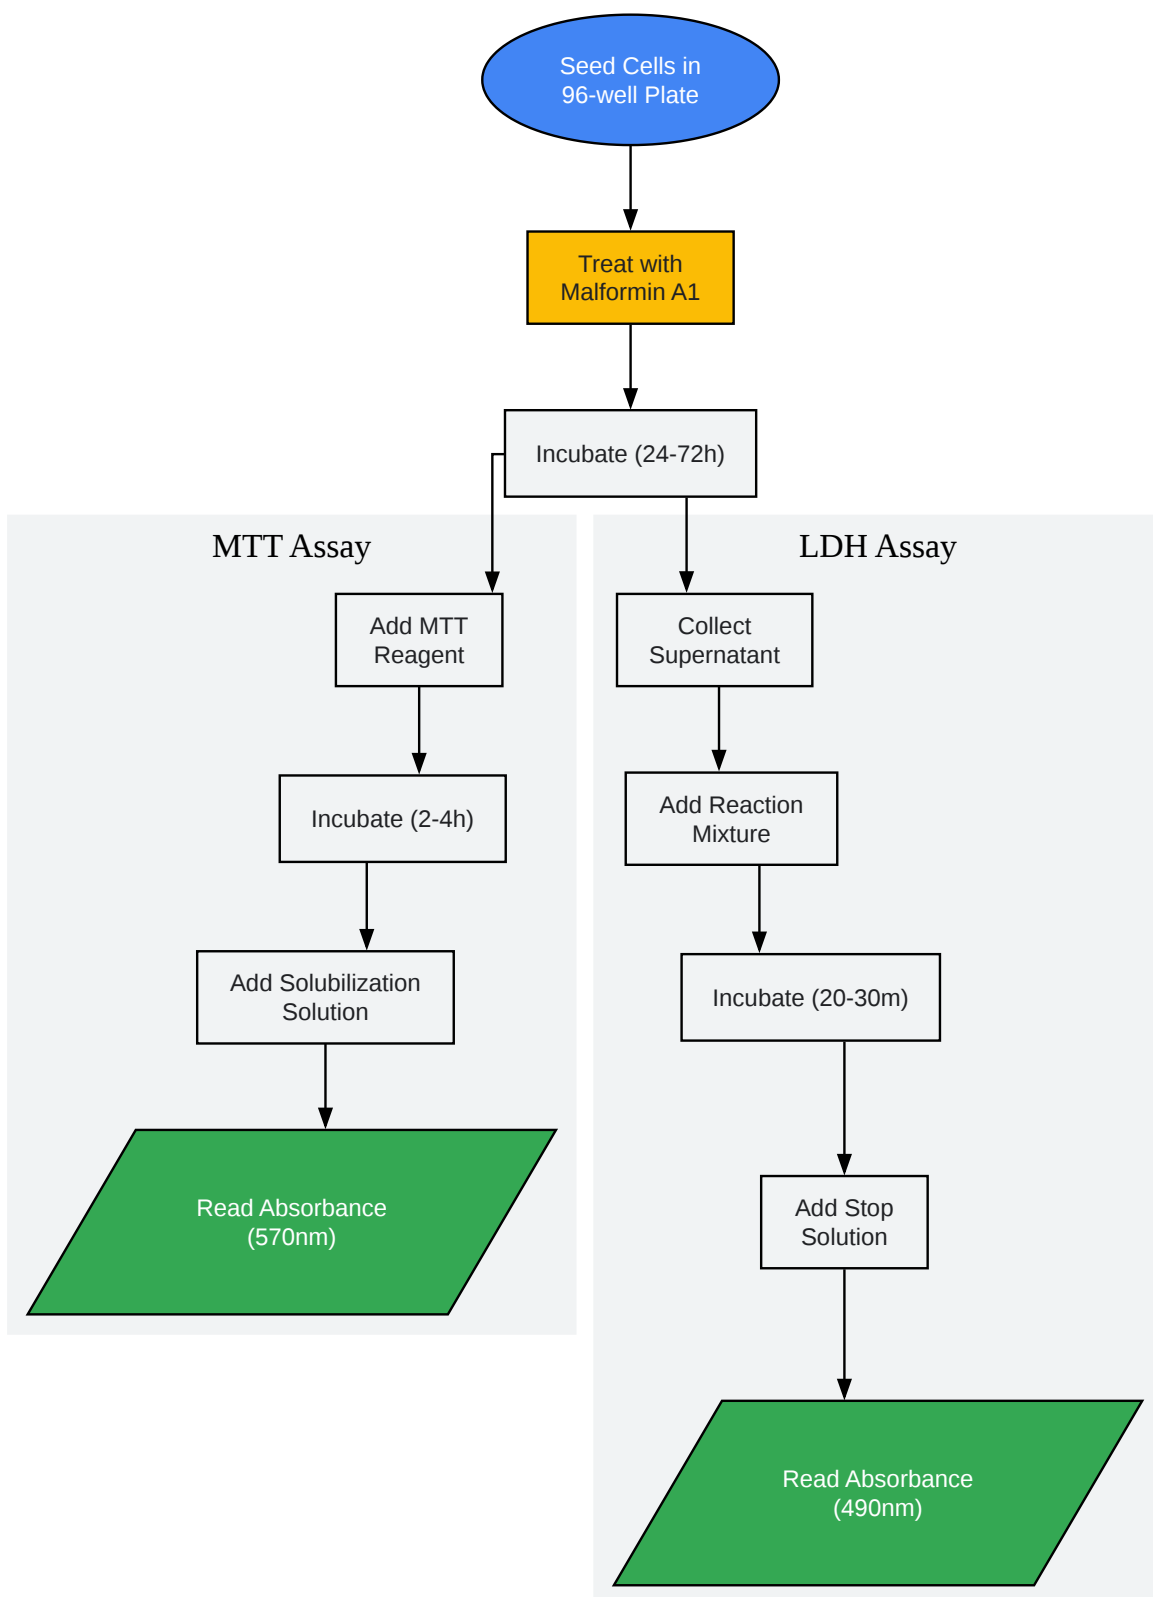 Seed Cells in
96-well Plate
Treat with
Malformin A1
Incubate (24-72h)
MTT Assay
Add MTT
Reagent
Incubate (2-4h)
Add Solubilization
Solution
Read Absorbance
(570nm)
LDH Assay
Collect
Supernatant
Add Reaction
Mixture
Incubate (20-30m)
Add Stop
Solution
Read Absorbance
(490nm)